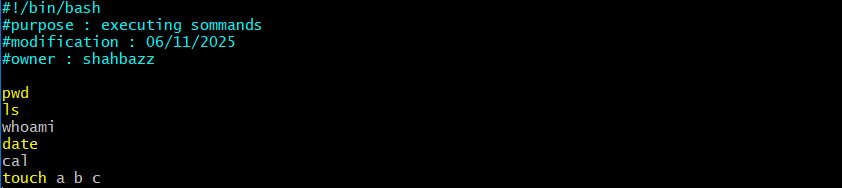 #!/bin/bash
#purpose : executing sommands
#modification : 06/11/2025
#owner : shahbazz
pwd
ls
whoami
date
cal
touch a b c